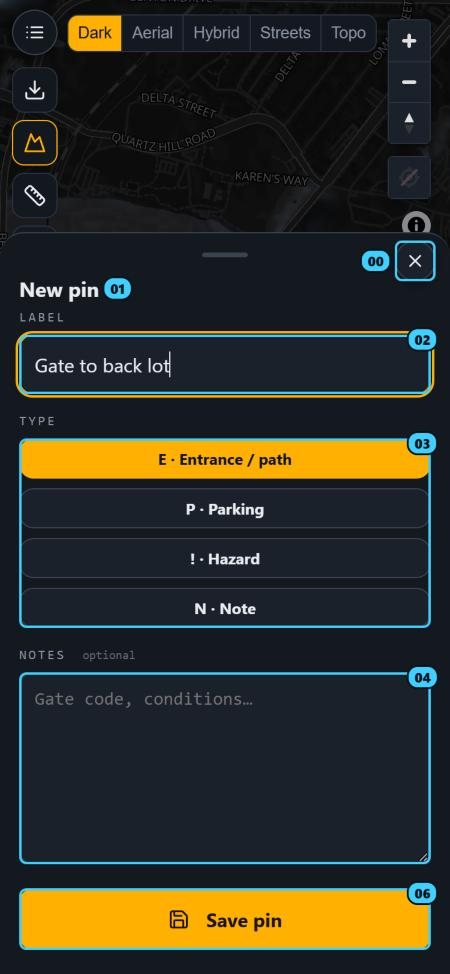 Dark Aerial Hybrid Streets Topo
DELTA STREET
DELTA
QUARTZ HILL ROAD
KAREN'S WAY
00
New pin 01
LABEL
02
Gate to back lot
TYPE
03
E · Entrance / path
P · Parking
! · Hazard
N · Note
NOTES optional
04
Gate code, conditions…
06
Save pin